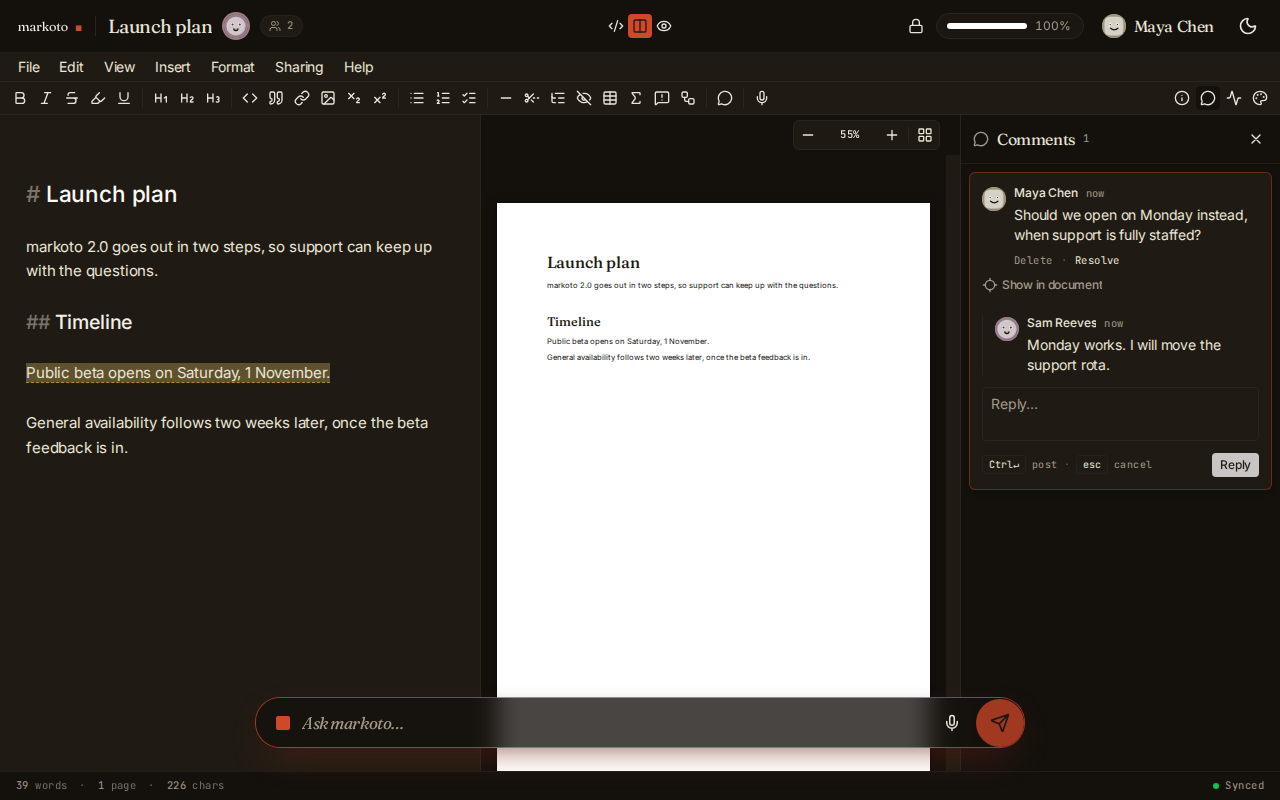 markoto
Launch plan
2
100%
Maya Chen
File Edit View Insert Format Sharing Help
H1 H2 H3
55%
# Launch plan
markoto 2.0 goes out in two steps, so support can keep up
with the questions.
## Timeline
Public beta opens on Saturday, 1 November.
General availability follows two weeks later, once the beta
feedback is in.
Launch plan
markoto 2.0 goes out in two steps, so support can keep up with the questions.
Timeline
Public beta opens on Saturday, 1 November.
General availability follows two weeks later, once the beta feedback is in.
Comments 1
Maya Chen now
Should we open on Monday instead,
when support is fully staffed?
Delete · Resolve
Show in document
Sam Reeves now
Monday works. I will move the
support rota.
Reply...
Ctrl↵ post · esc cancel
Reply
Ask markoto...
39 words · 1 page · 226 chars
Synced